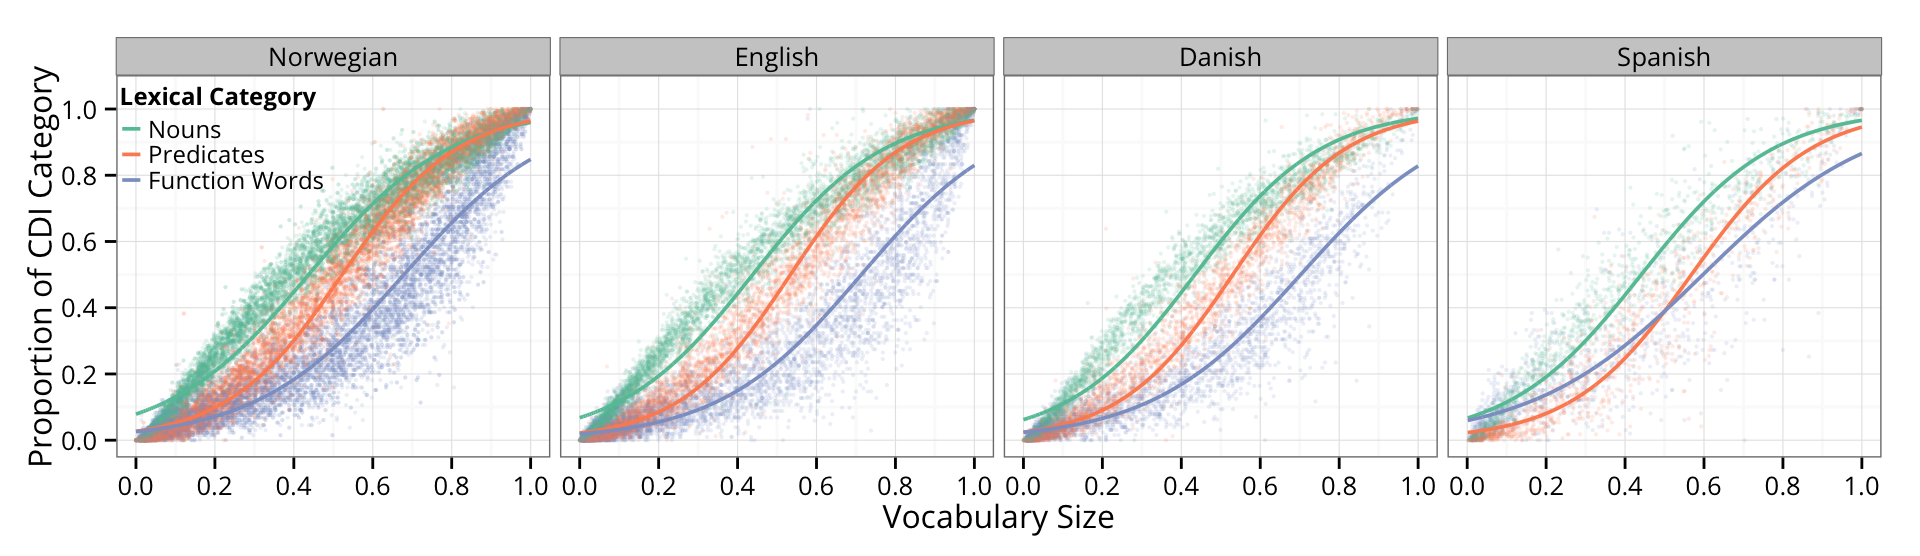 Norwegian
English
Danish
Spanish
Proportion of CDI Category
Lexical Category
Nouns
Predicates
Function Words
1.0
0.8
0.6
0.4
0.2
0.0
0.0 0.2 0.4 0.6 0.8 1.0
0.0 0.2 0.4 0.6 0.8 1.0
0.0 0.2 0.4 0.6 0.8 1.0
0.0 0.2 0.4 0.6 0.8 1.0
Vocabulary Size